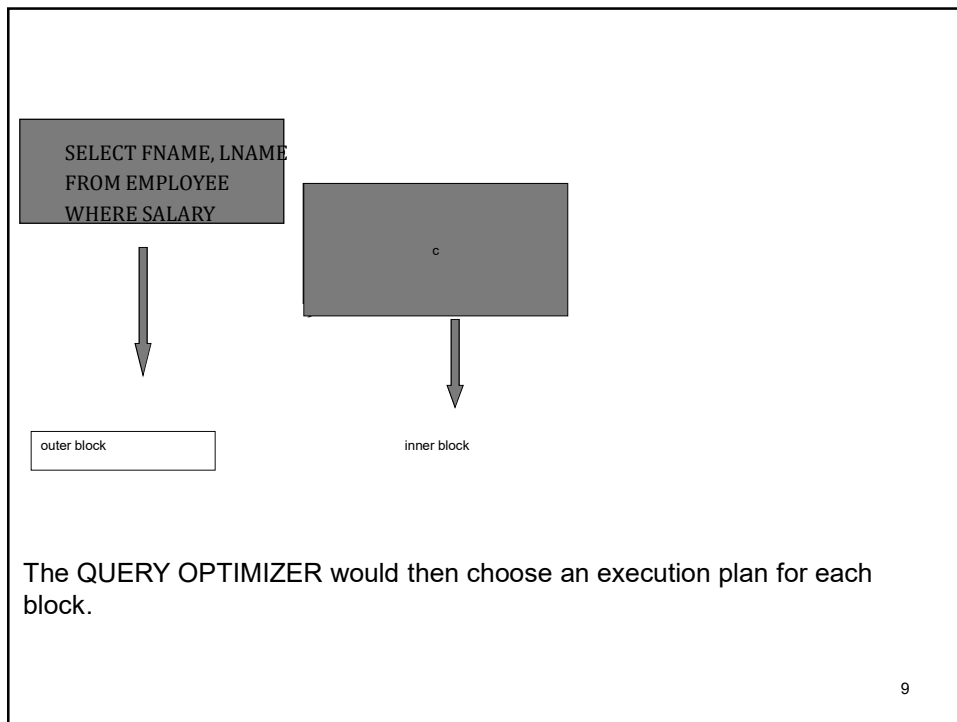 SELECT FNAME, LNAME
FROM EMPLOYEE
WHERE SALARY
c
outer block
inner block
The QUERY OPTIMIZER would then choose an execution plan for each
block.
9